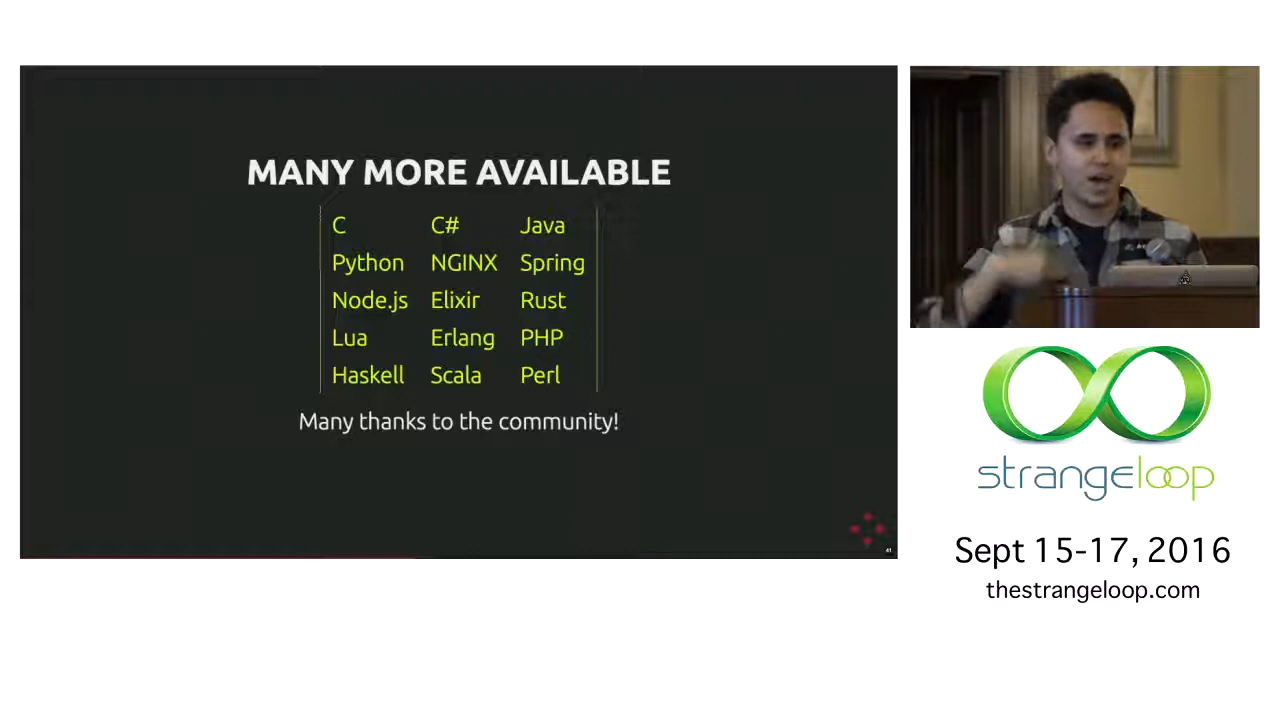 MANY MORE AVAILABLE
C C# Java
Python NGINX Spring
Node.js Elixir Rust
Lua Erlang PHP
Haskell Scala Perl
Many thanks to the community!
41
strangeloop
Sept 15-17, 2016
thestrangeloop.com